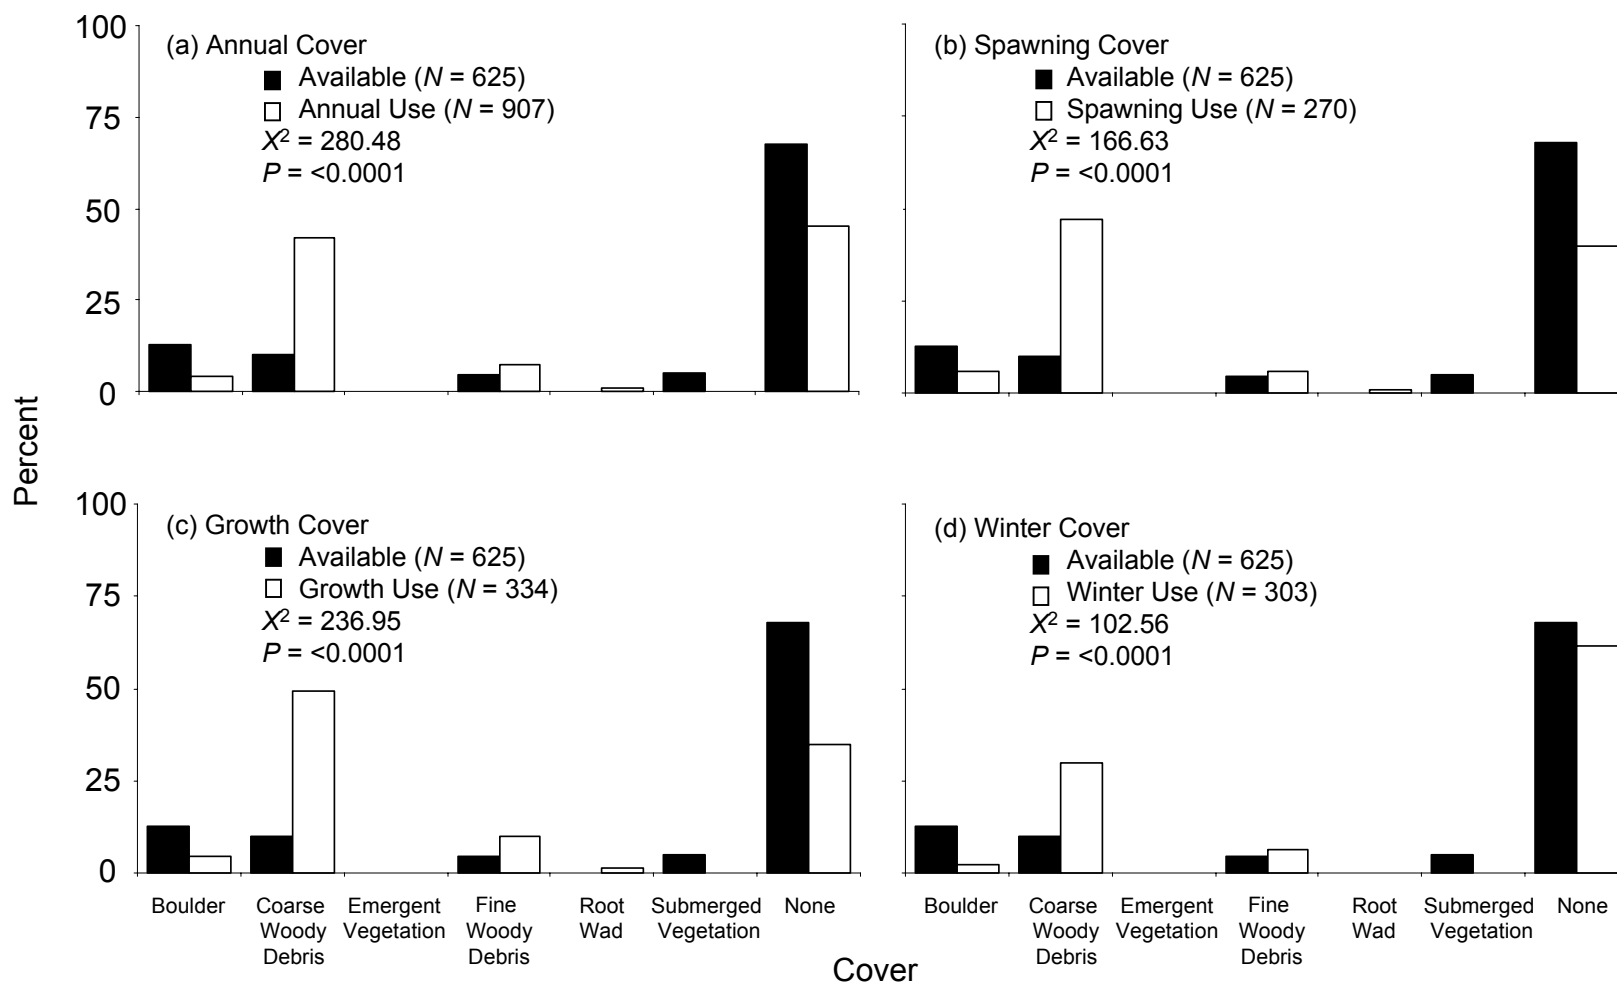 Percent
100
75
50
25
0
(a) Annual Cover
Available (N = 625)
Annual Use (N = 907)
X² = 280.48
P = <0.0001
(b) Spawning Cover
Available (N = 625)
Spawning Use (N = 270)
X² = 166.63
P = <0.0001
100
75
50
25
0
(c) Growth Cover
Available (N = 625)
Growth Use (N = 334)
X² = 236.95
P = <0.0001
(d) Winter Cover
Available (N = 625)
Winter Use (N = 303)
X² = 102.56
P = <0.0001
Boulder
Coarse
Woody
Debris
Emergent
Vegetation
Fine
Woody
Debris
Root
Wad
Submerged
Vegetation
None
Boulder
Coarse
Woody
Debris
Emergent
Vegetation
Fine
Woody
Debris
Root
Wad
Submerged
Vegetation
None
Cover